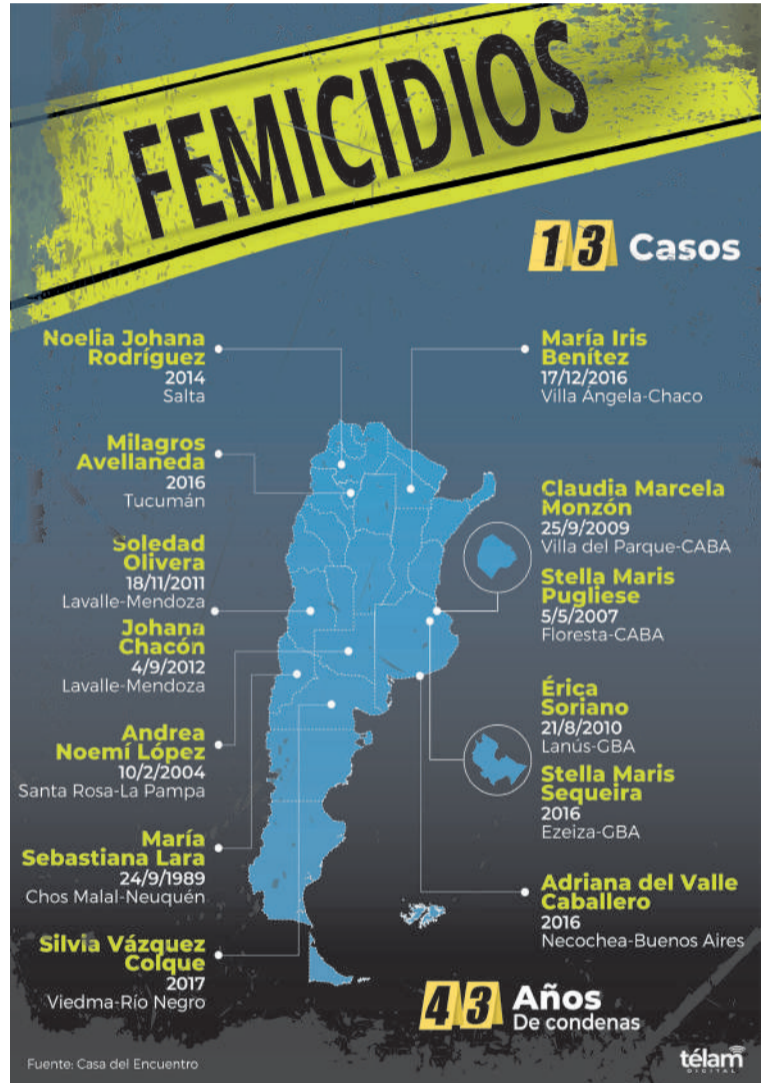 FEMICIDIOS
13 Casos
Noelia Johana
Rodríguez
2014
Salta
Milagros
Avellaneda
2016
Tucumán
Soledad
Olivera
18/11/2011
Lavalle-Mendoza
Johana
Chacón
4/9/2012
Lavalle-Mendoza
Andrea
Noemí López
10/2/2004
Santa Rosa-La Pampa
María
Sebastiana Lara
24/9/1989
Chos Malal-Neuquén
Silvia Vázquez
Colque
2017
Viedma-Río Negro
María Iris
Benítez
17/12/2016
Villa Ángela-Chaco
Claudia Marcela
Monzón
25/9/2009
Villa del Parque-CABA
Stella Maris
Pugliese
5/5/2007
Floresta-CABA
Érica
Soriano
21/8/2010
Lanús-GBA
Stella Maris
Sequeira
2016
Ezeiza-GBA
Adriana del Valle
Caballero
2016
Necochea-Buenos Aires
43 Años
De condenas
Fuente: Casa del Encuentro
télam
DIGITAL